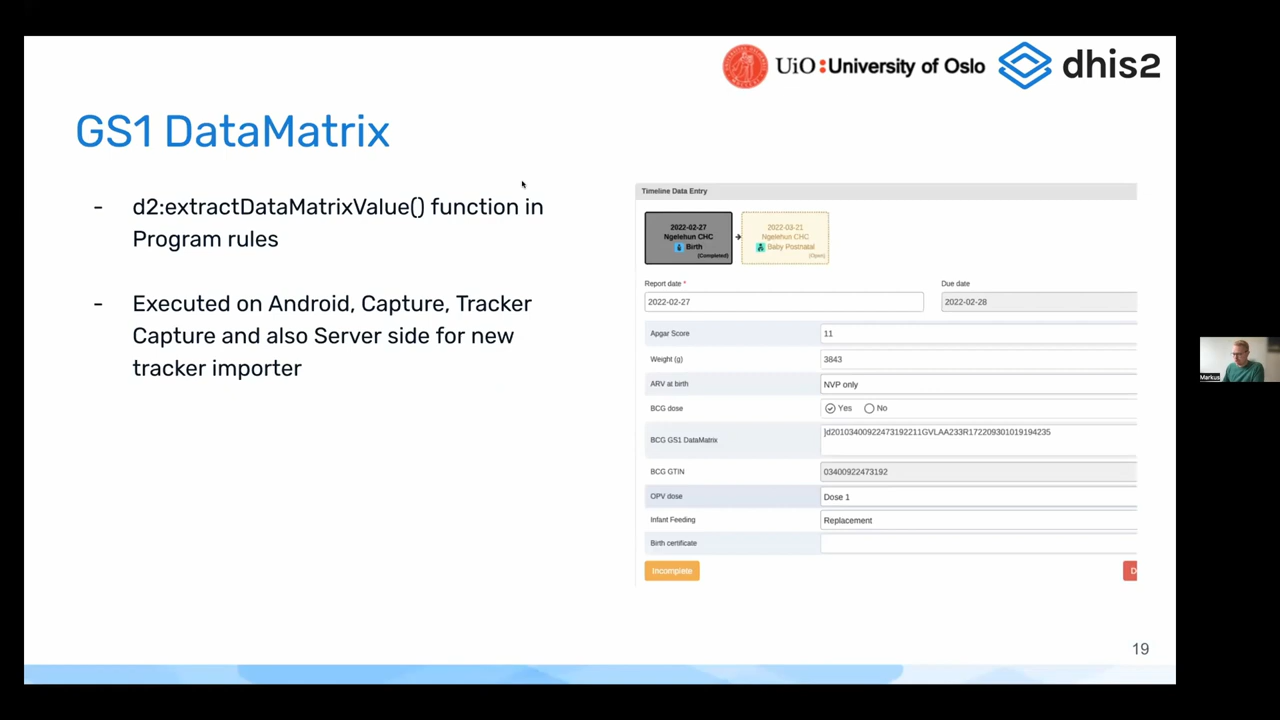 UiO:University of Oslo
dhis2
GS1 DataMatrix
- d2:extractDataMatrixValue() function in
Program rules
- Executed on Android, Capture, Tracker
Capture and also Server side for new
tracker importer
Timeline Data Entry
2022-02-27
Ngelehun CHC
Birth
(Completed)
2022-03-21
Ngelehun CHC
Baby Postnatal
(Open)
Report date *
Due date
2022-02-27
2022-02-28
Apgar Score
11
Weight (g)
3843
ARV at birth
NVP only
BCG dose
Yes No
BCG GS1 DataMatrix
]d20103400922473192211GVLAA233R172209301019194235
BCG GTIN
03400922473192
OPV dose
Dose 1
Infant Feeding
Replacement
Birth certificate
Incomplete
D
19
Markus